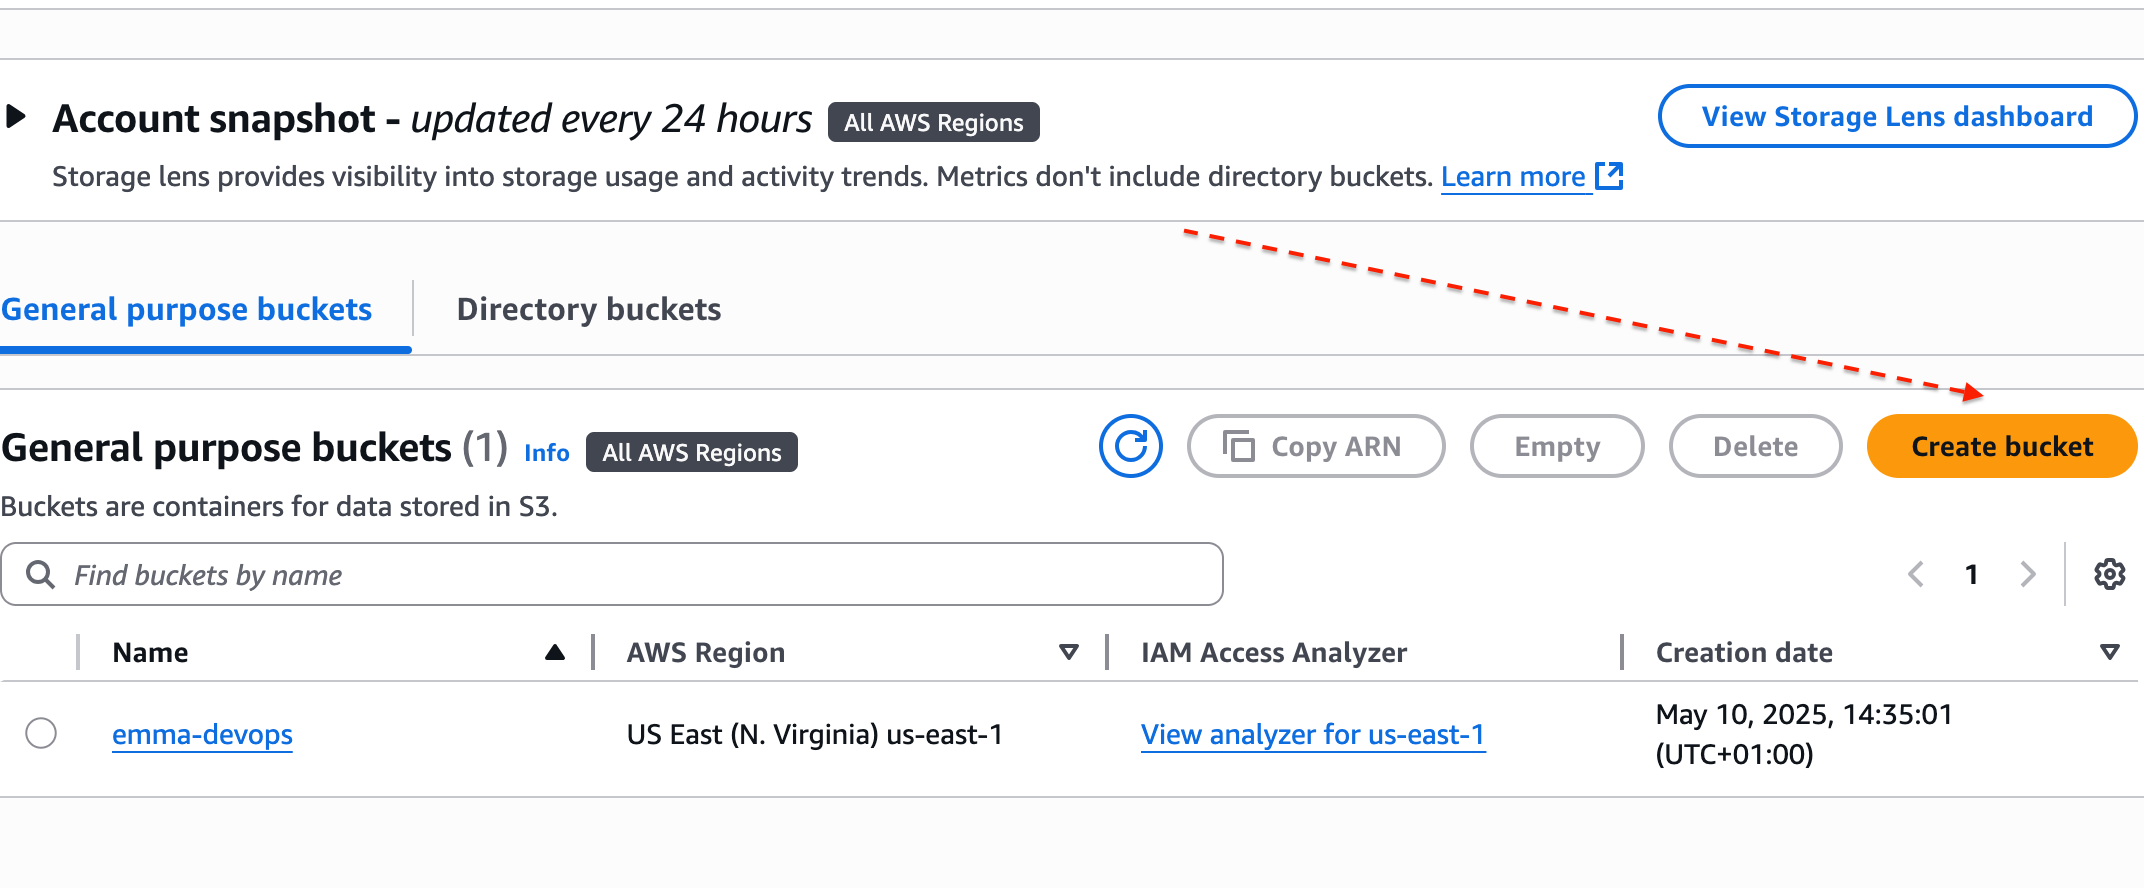 Account snapshot - updated every 24 hours All AWS Regions View Storage Lens dashboard
Storage lens provides visibility into storage usage and activity trends. Metrics don't include directory buckets. Learn more
General purpose buckets Directory buckets
General purpose buckets (1) Info All AWS Regions Copy ARN Empty Delete Create bucket
Buckets are containers for data stored in S3.
Find buckets by name 1
Name AWS Region IAM Access Analyzer Creation date
emma-devops US East (N. Virginia) us-east-1 View analyzer for us-east-1 May 10, 2025, 14:35:01
(UTC+01:00)